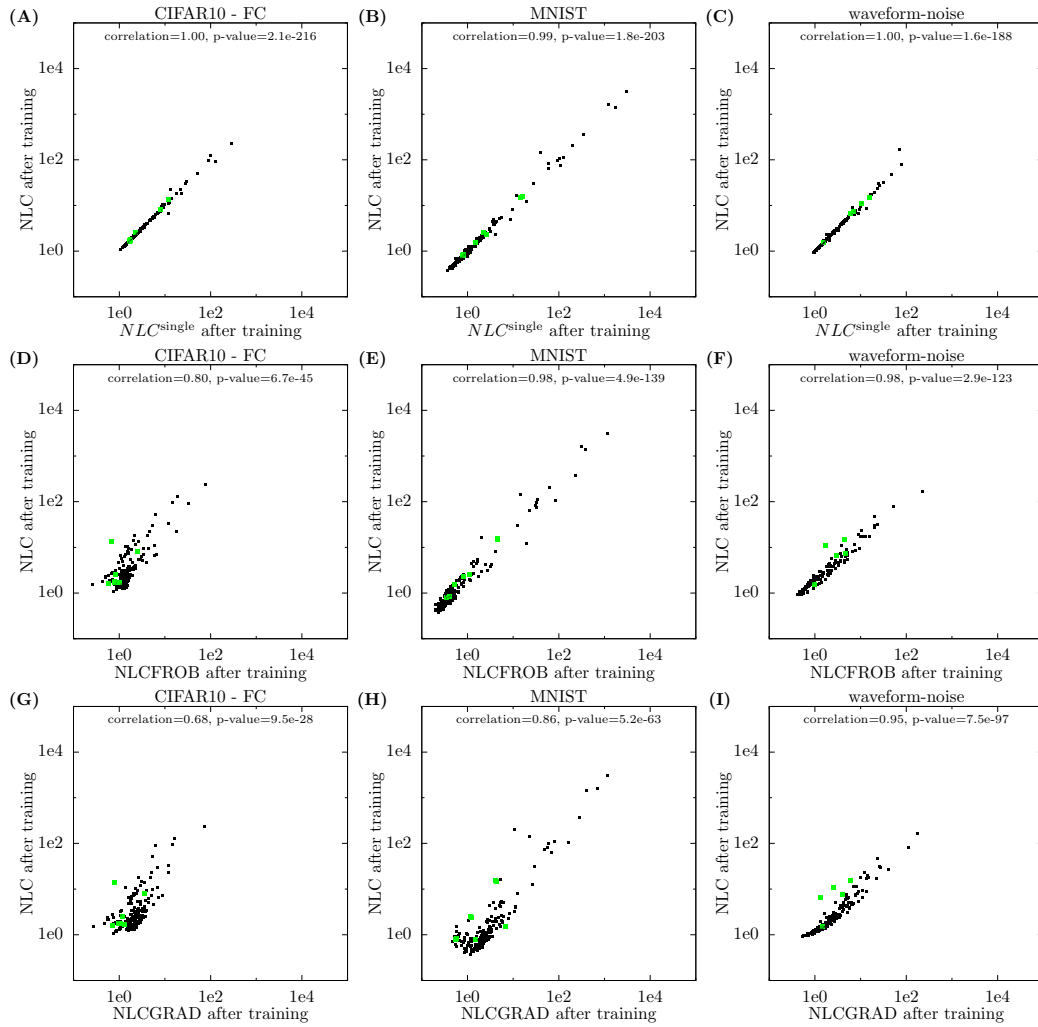 (A) CIFAR10 - FC
correlation=1.00, p-value=2.1e-216
NLC after training
1e4
1e2
1e0
1e0 1e2 1e4
NLC^single after training
(B) MNIST
correlation=0.99, p-value=1.8e-203
NLC after training
1e4
1e2
1e0
1e0 1e2 1e4
NLC^single after training
(C) waveform-noise
correlation=1.00, p-value=1.6e-188
NLC after training
1e4
1e2
1e0
1e0 1e2 1e4
NLC^single after training
(D) CIFAR10 - FC
correlation=0.80, p-value=6.7e-45
NLC after training
1e4
1e2
1e0
1e0 1e2 1e4
NLCFROB after training
(E) MNIST
correlation=0.98, p-value=4.9e-139
NLC after training
1e4
1e2
1e0
1e0 1e2 1e4
NLCFROB after training
(F) waveform-noise
correlation=0.98, p-value=2.9e-123
NLC after training
1e4
1e2
1e0
1e0 1e2 1e4
NLCFROB after training
(G) CIFAR10 - FC
correlation=0.68, p-value=9.5e-28
NLC after training
1e4
1e2
1e0
1e0 1e2 1e4
NLCGRAD after training
(H) MNIST
correlation=0.86, p-value=5.2e-63
NLC after training
1e4
1e2
1e0
1e0 1e2 1e4
NLCGRAD after training
(I) waveform-noise
correlation=0.95, p-value=7.5e-97
NLC after training
1e4
1e2
1e0
1e0 1e2 1e4
NLCGRAD after training